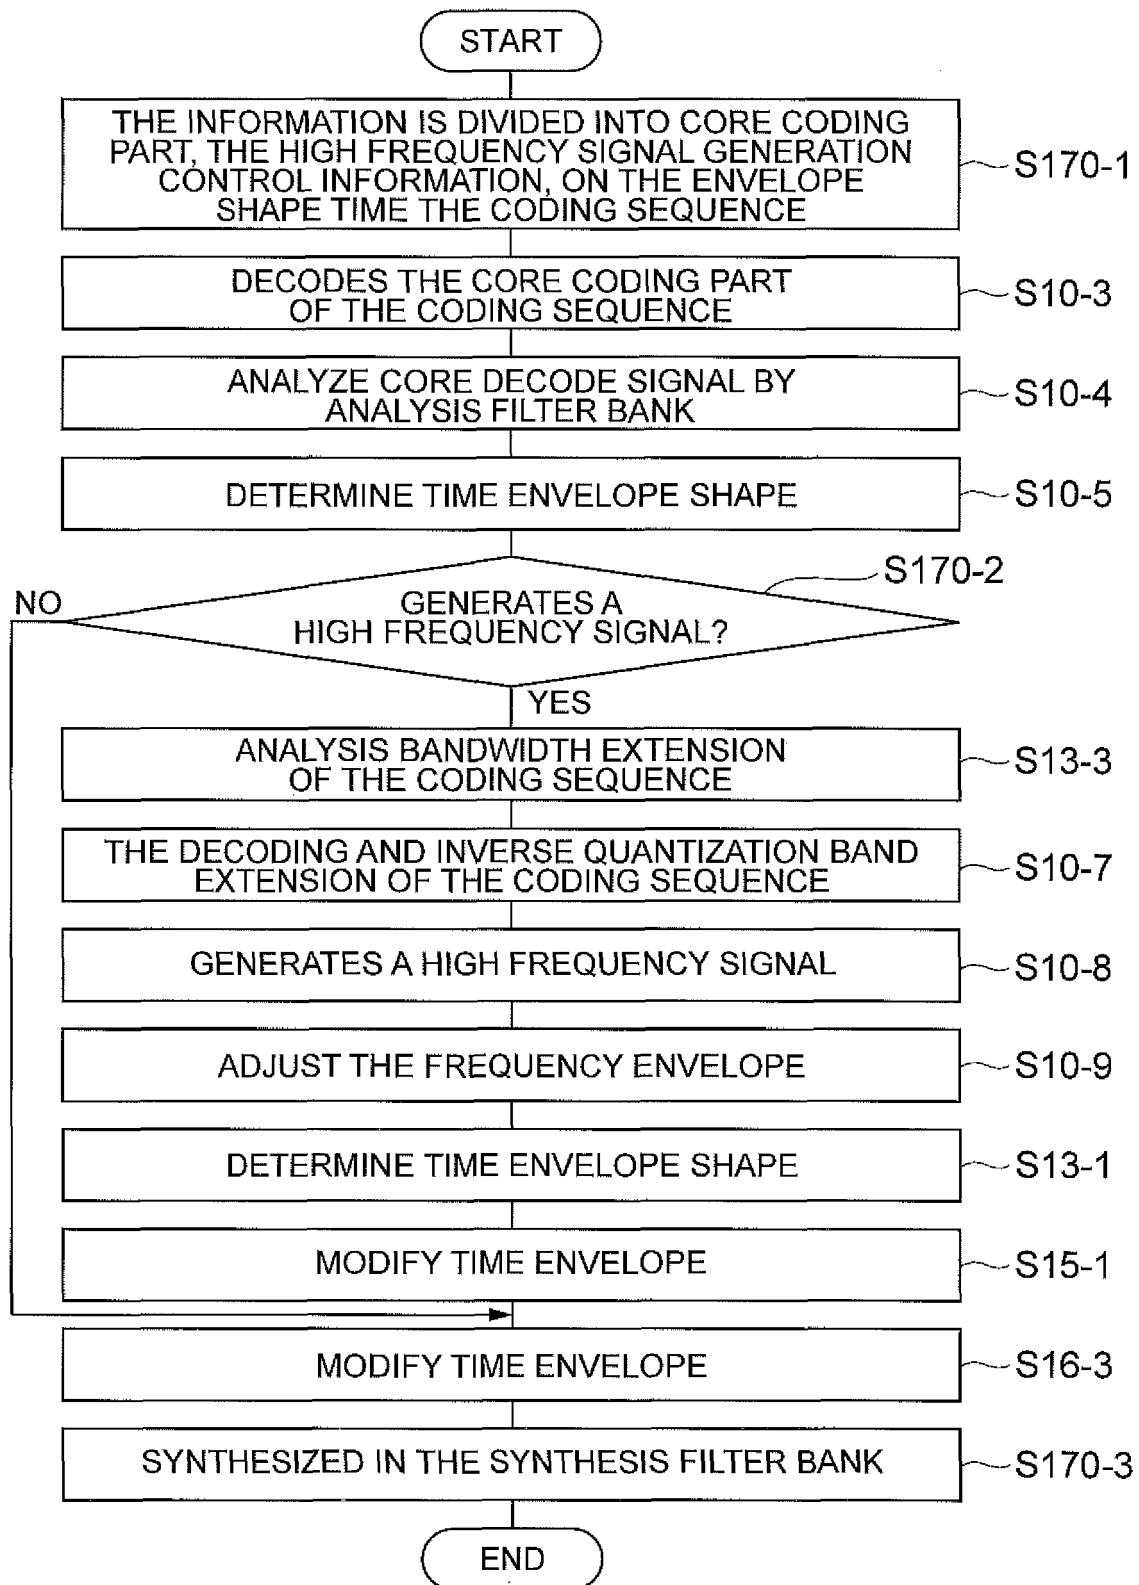 START
THE INFORMATION IS DIVIDED INTO CORE CODING
PART, THE HIGH FREQUENCY SIGNAL GENERATION
CONTROL INFORMATION, ON THE ENVELOPE
SHAPE TIME THE CODING SEQUENCE
S170-1
DECODES THE CORE CODING PART
OF THE CODING SEQUENCE
S10-3
ANALYZE CORE DECODE SIGNAL BY
ANALYSIS FILTER BANK
S10-4
DETERMINE TIME ENVELOPE SHAPE
S10-5
S170-2
NO
GENERATES A
HIGH FREQUENCY SIGNAL?
YES
ANALYSIS BANDWIDTH EXTENSION
OF THE CODING SEQUENCE
S13-3
THE DECODING AND INVERSE QUANTIZATION BAND
EXTENSION OF THE CODING SEQUENCE
S10-7
GENERATES A HIGH FREQUENCY SIGNAL
S10-8
ADJUST THE FREQUENCY ENVELOPE
S10-9
DETERMINE TIME ENVELOPE SHAPE
S13-1
MODIFY TIME ENVELOPE
S15-1
MODIFY TIME ENVELOPE
S16-3
SYNTHESIZED IN THE SYNTHESIS FILTER BANK
S170-3
END